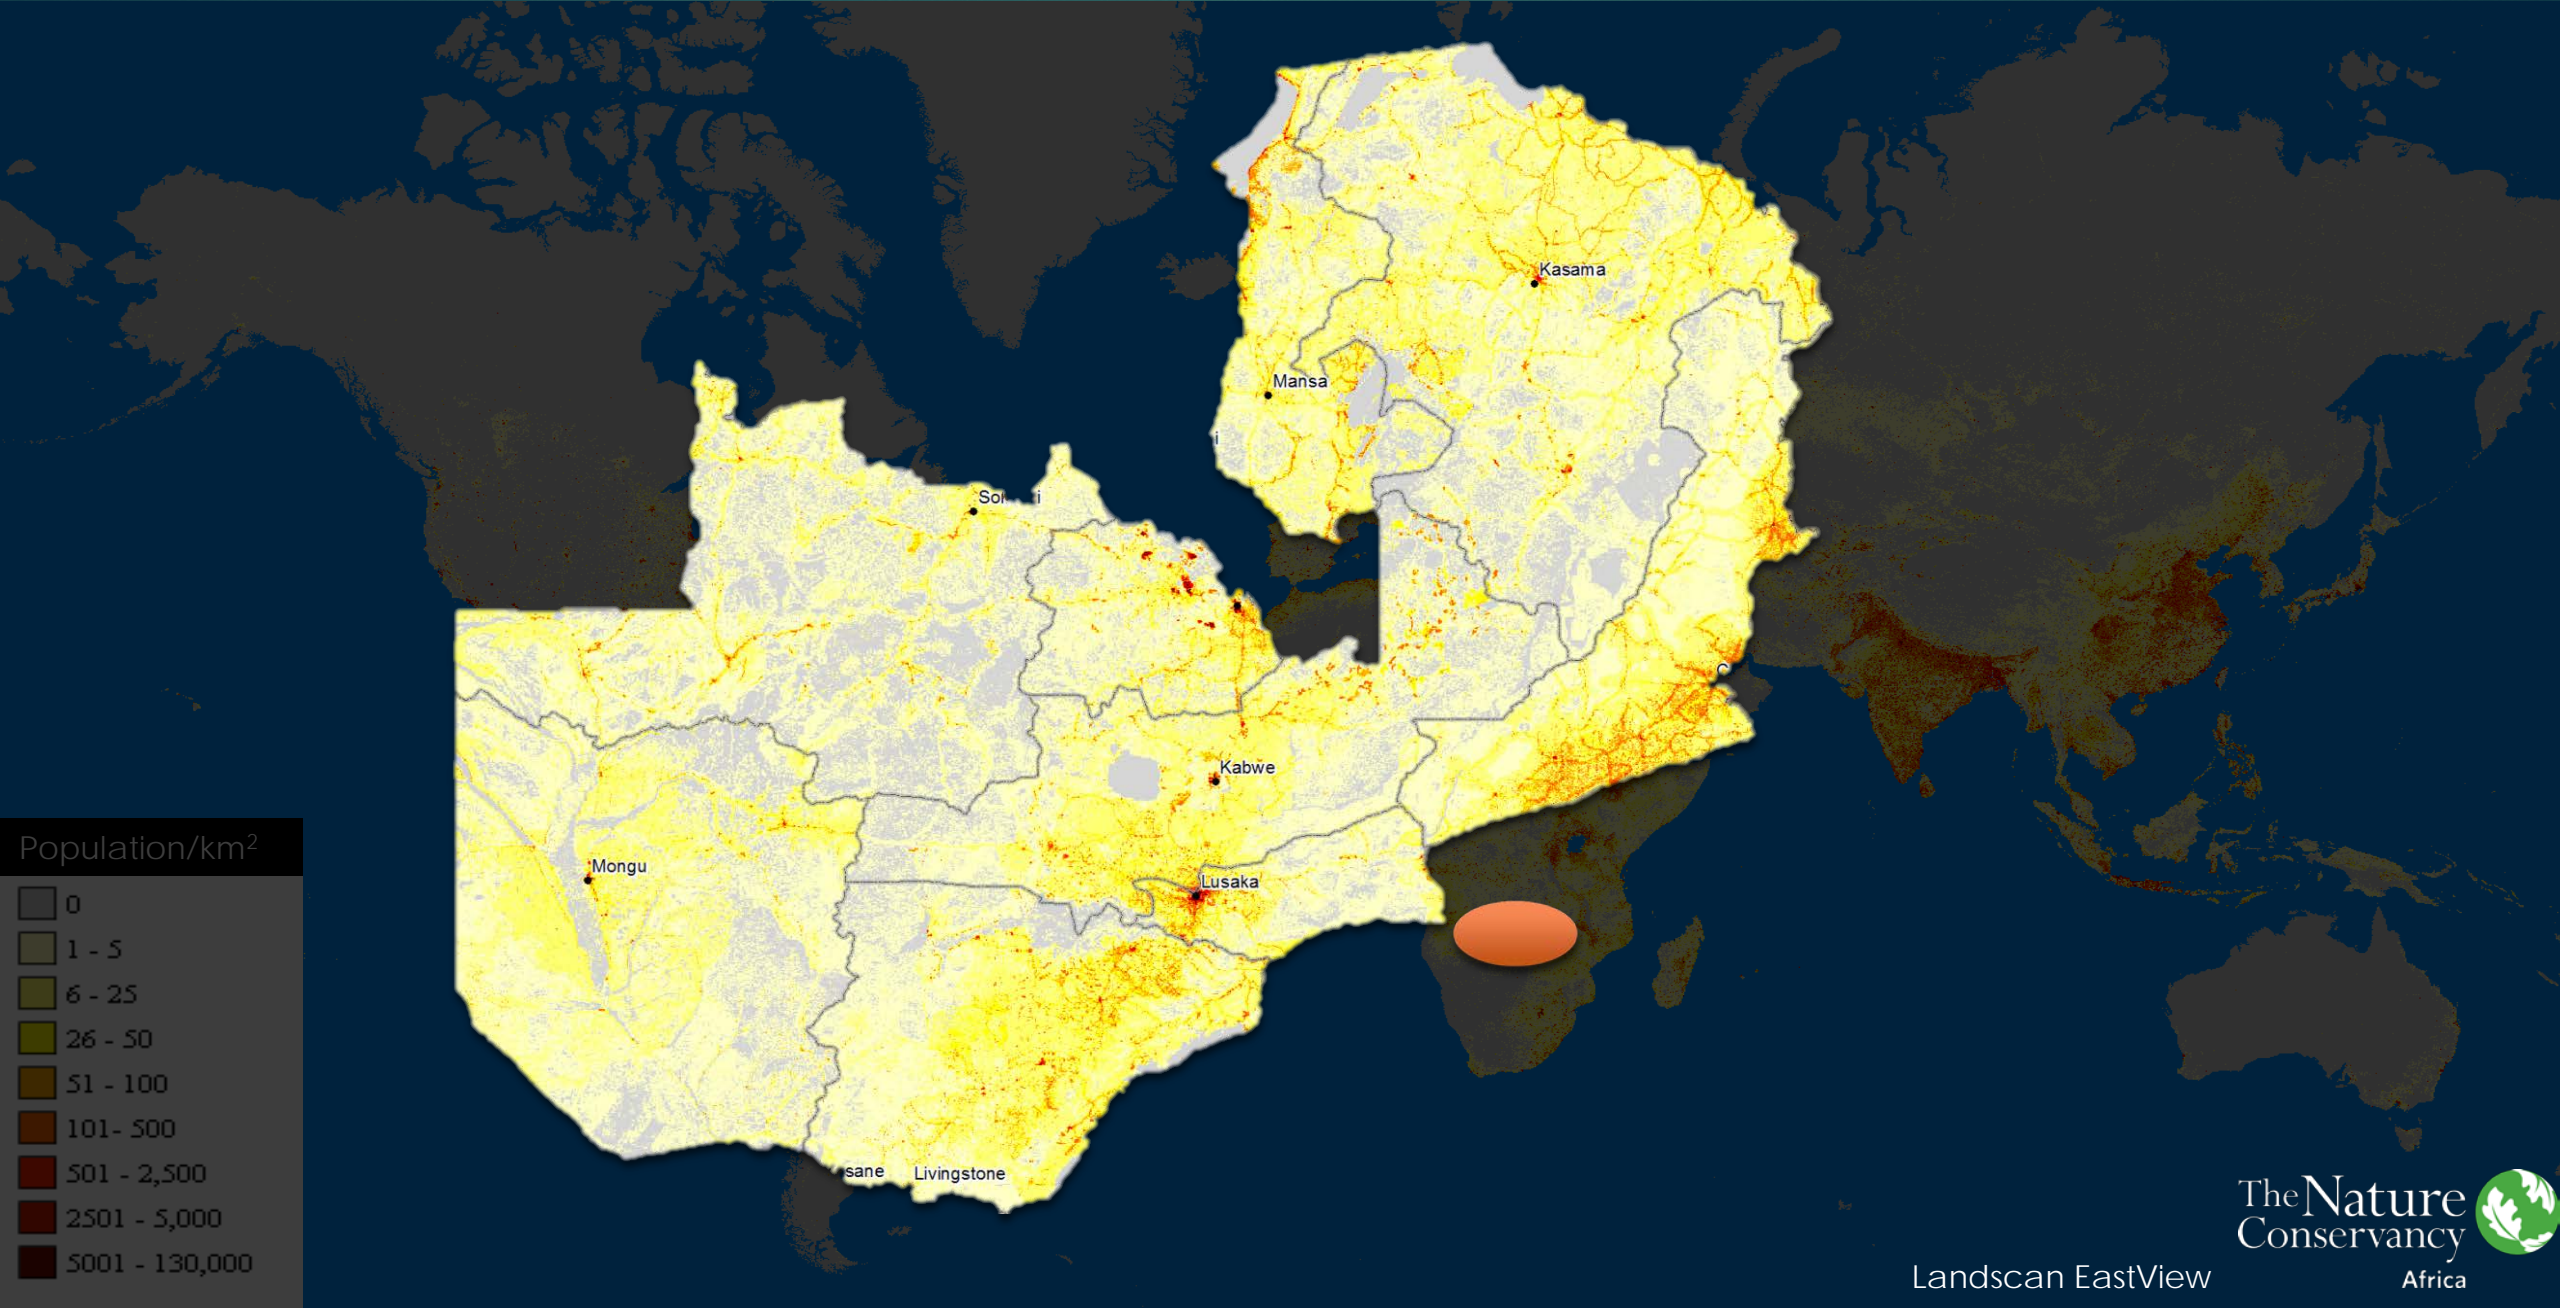 Kasama
Mansa
i
Sol i
Kabwe
Mongu
Lusaka
sane Livingstone
Population/km²
0
1 - 5
6 - 25
26 - 50
51 - 100
101- 500
501 - 2,500
2501 - 5,000
5001 - 130,000
The Nature
Conservancy
Africa
Landscan EastView